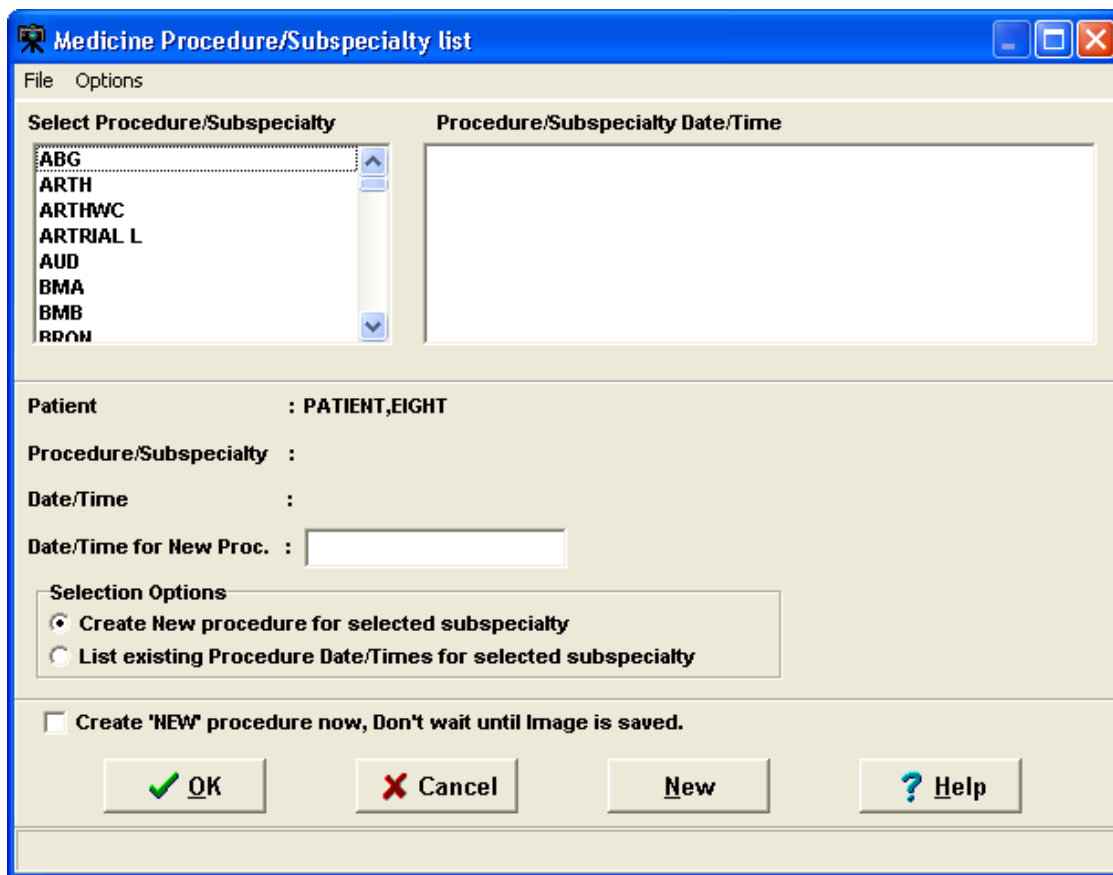 Medicine Procedure/Subspecialty list
File Options
Select Procedure/Subspecialty Procedure/Subspecialty Date/Time
ABG
ARTH
ARTHWC
ARTRIAL L
AUD
BMA
BMB
BRON
Patient : PATIENT,EIGHT
Procedure/Subspecialty :
Date/Time :
Date/Time for New Proc. :
Selection Options
Create New procedure for selected subspecialty
List existing Procedure Date/Times for selected subspecialty
Create 'NEW' procedure now, Don't wait until Image is saved.
OK Cancel New Help